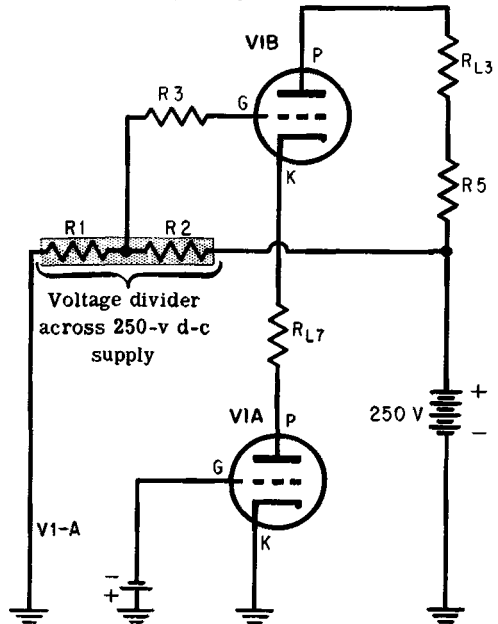 V1B
P
RL3
R3
G
K
R5
R1
R2
Voltage divider
across 250-v d-c
supply
RL7
+
250 V
−
V1A
P
G
K
V1-A
−
+